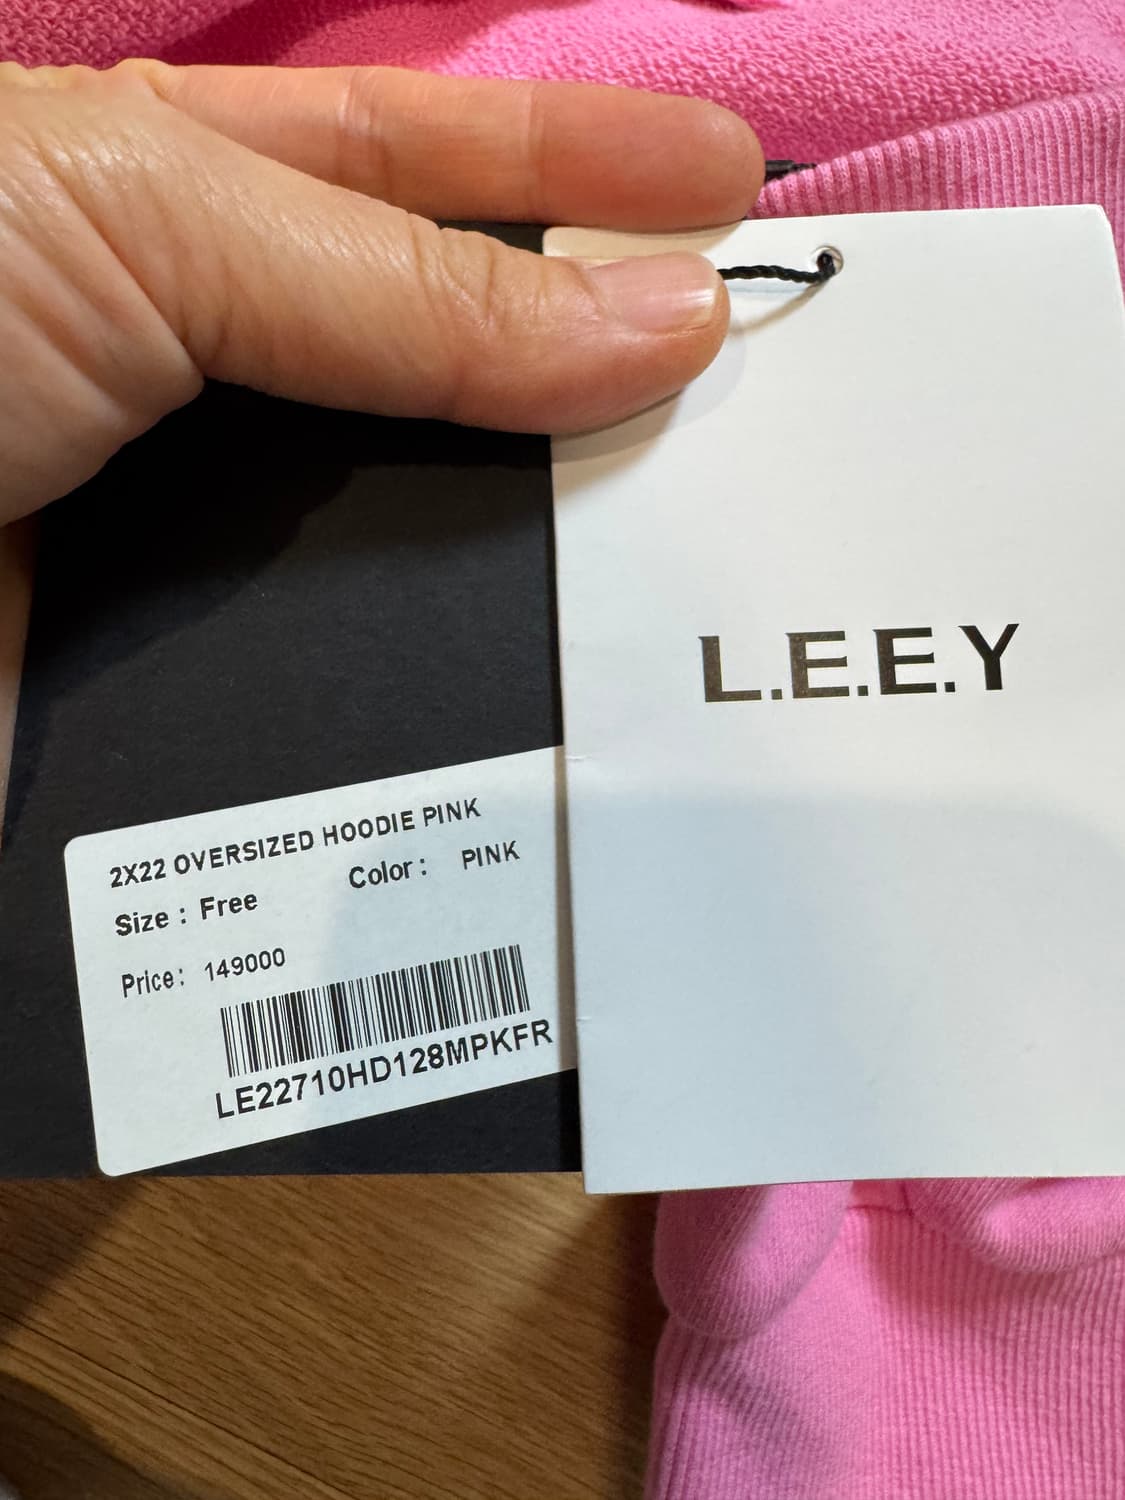 L.E.E.Y
2X22 OVERSIZED HOODIE PINK
Size : Free Color : PINK
Price: 149000
LE22710HD128MPKFR